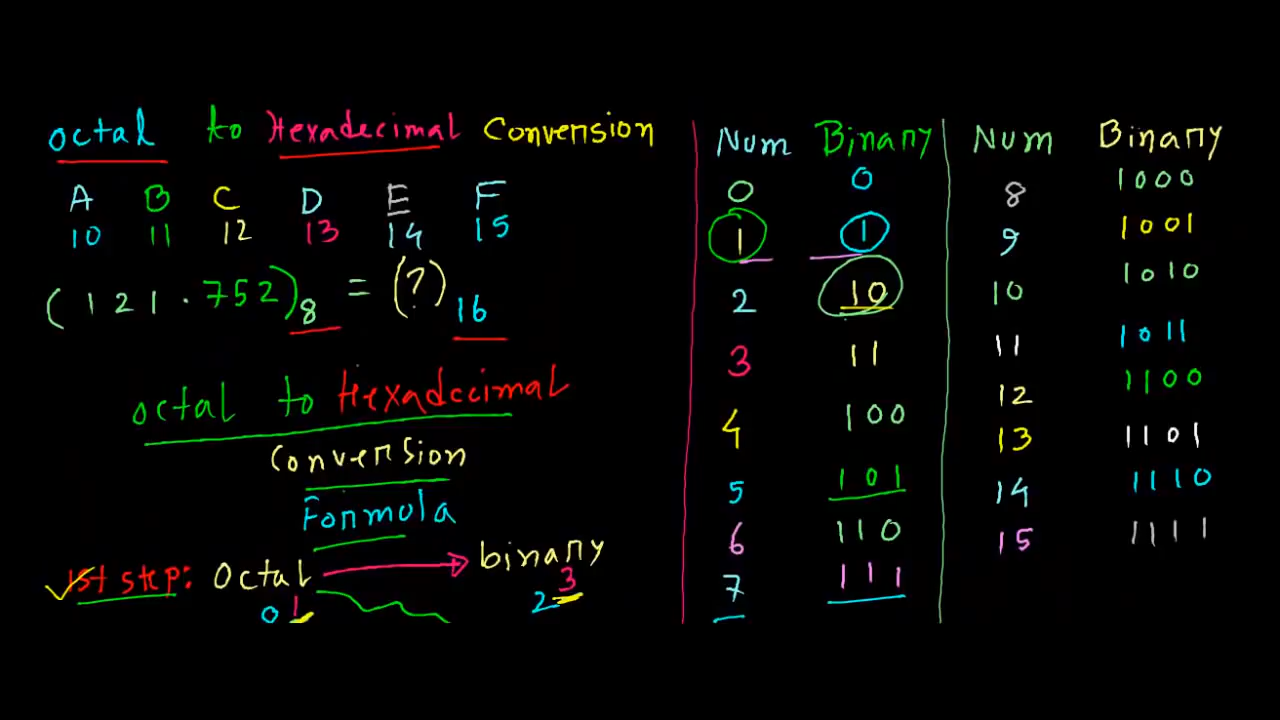 octal to Hexadecimal Conversion
A B C D E F
10 11 12 13 14 15
(121.752)8 = (?)16
octal to Hexadecimal
Conversion
Formola
1st step: Octal → binary
01 2³
Num Binary
0 0
1 1
2 10
3 11
4 100
5 101
6 110
7 111
Num Binary
8 1000
9 1001
10 1010
11 1011
12 1100
13 1101
14 1110
15 1111